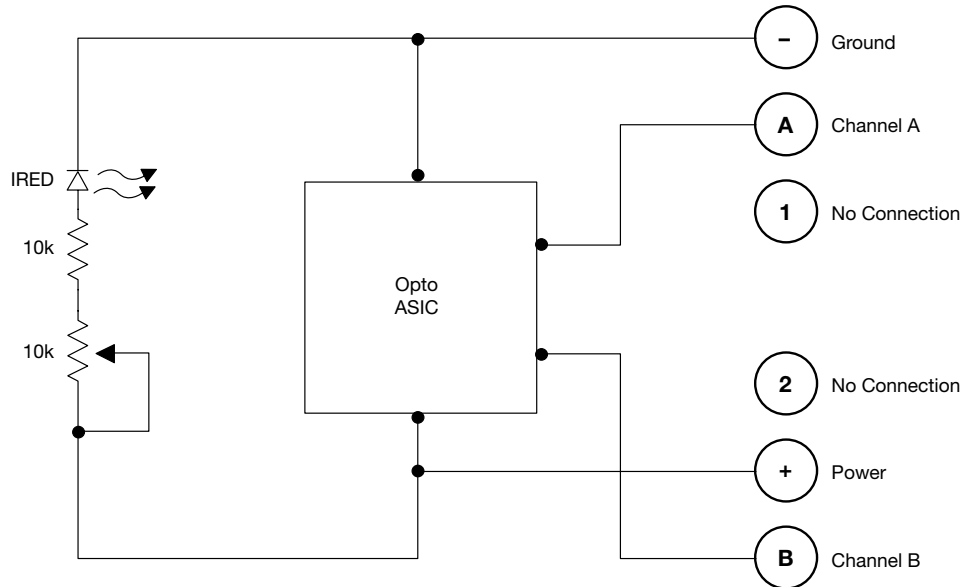 – Ground
A Channel A
IRED
1 No Connection
10k
Opto
ASIC
10k
2 No Connection
+ Power
B Channel B